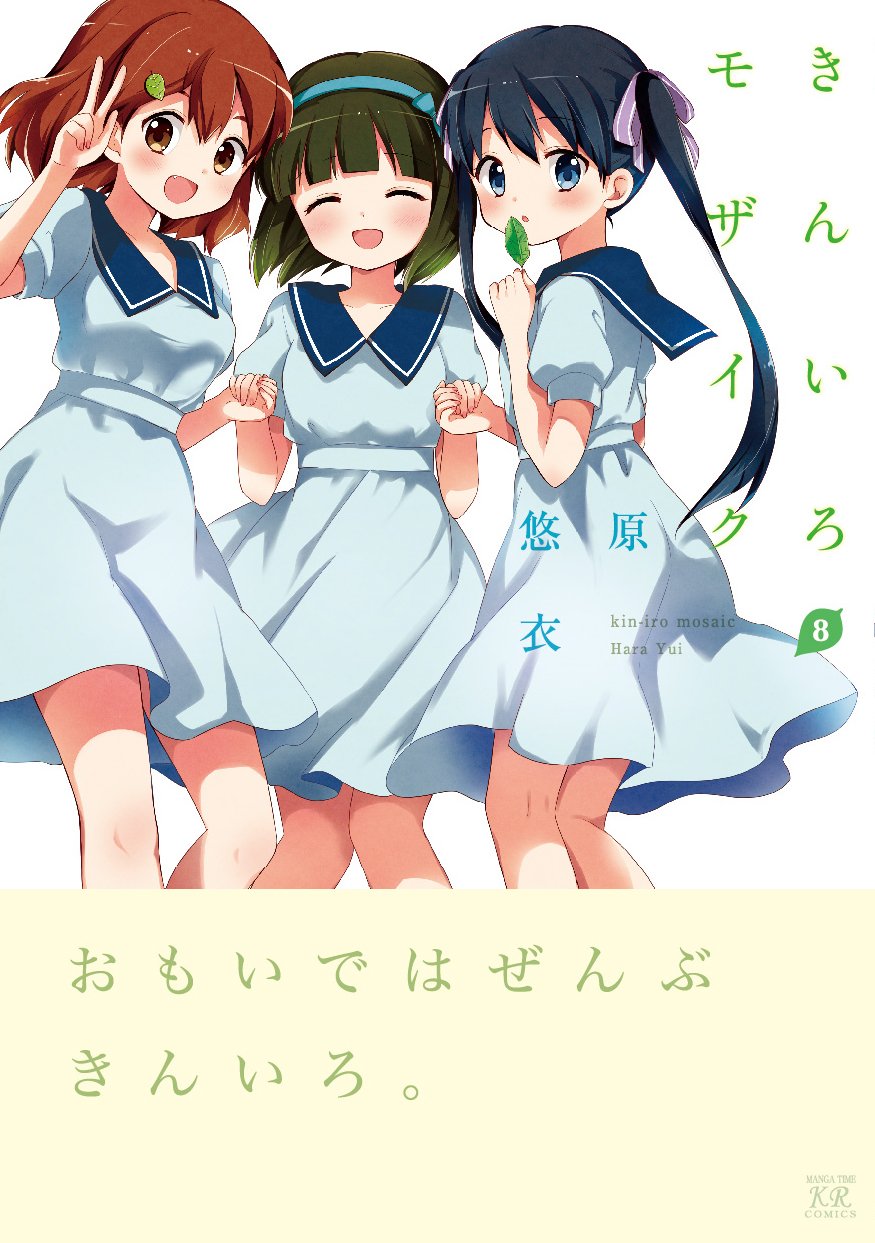 きんいろ
モザイク
8
原
悠衣
kin-iro mosaic
Hara Yui
おもいではぜんぶ
きんいろ。
MANGA TIME
KR
COMICS